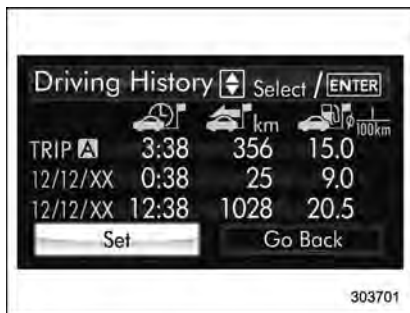 Driving History Select / ENTER
km ø l/100km
TRIP A 3:38 356 15.0
12/12/XX 0:38 25 9.0
12/12/XX 12:38 1028 20.5
Set Go Back
303701